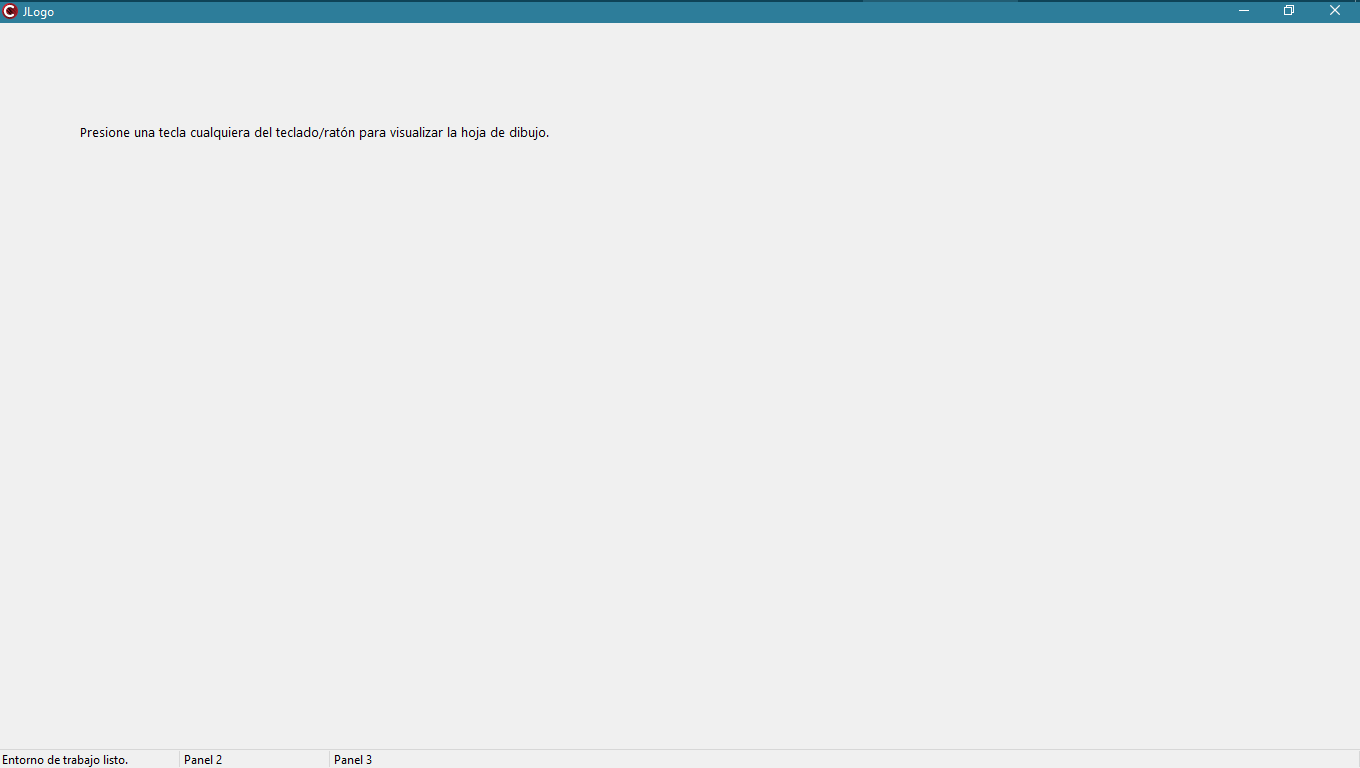 JLogo
Presione una tecla cualquiera del teclado/ratón para visualizar la hoja de dibujo.
Entorno de trabajo listo.
Panel 2
Panel 3